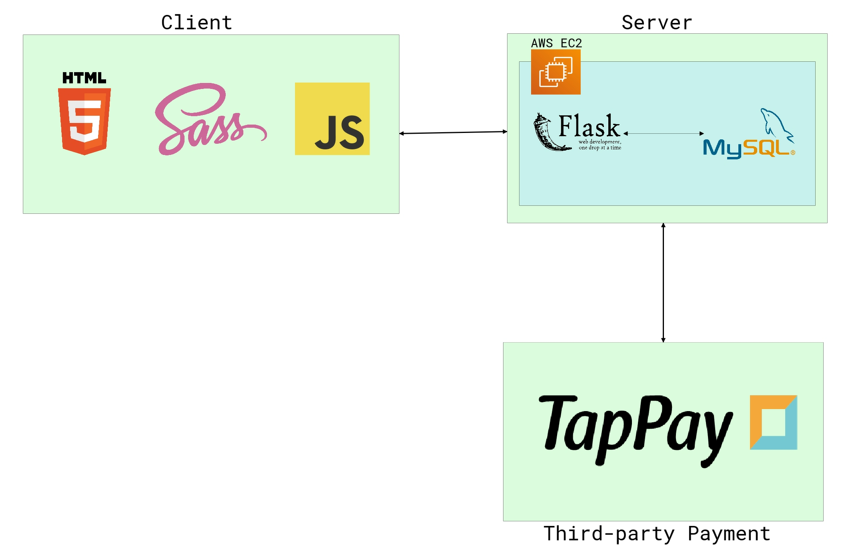 Client
HTML
5
Sass
JS
Server
AWS EC2
Flask
web development,
one drop at a time
MySQL®
TapPay
Third-party Payment